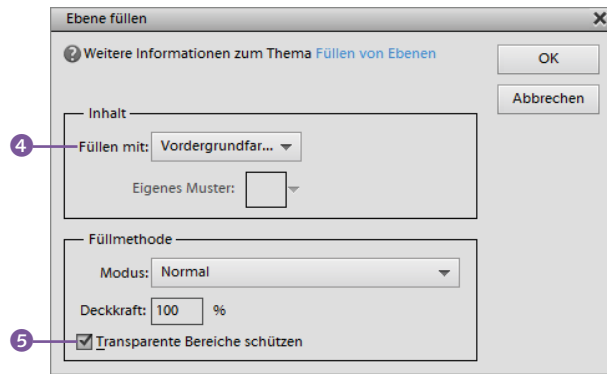 Ebene füllen
Weitere Informationen zum Thema Füllen von Ebenen
OK
Abbrechen
Inhalt
4
Füllen mit: Vordergrundfar...
Eigenes Muster:
Füllmethode
Modus: Normal
Deckkraft: 100 %
5
Transparente Bereiche schützen